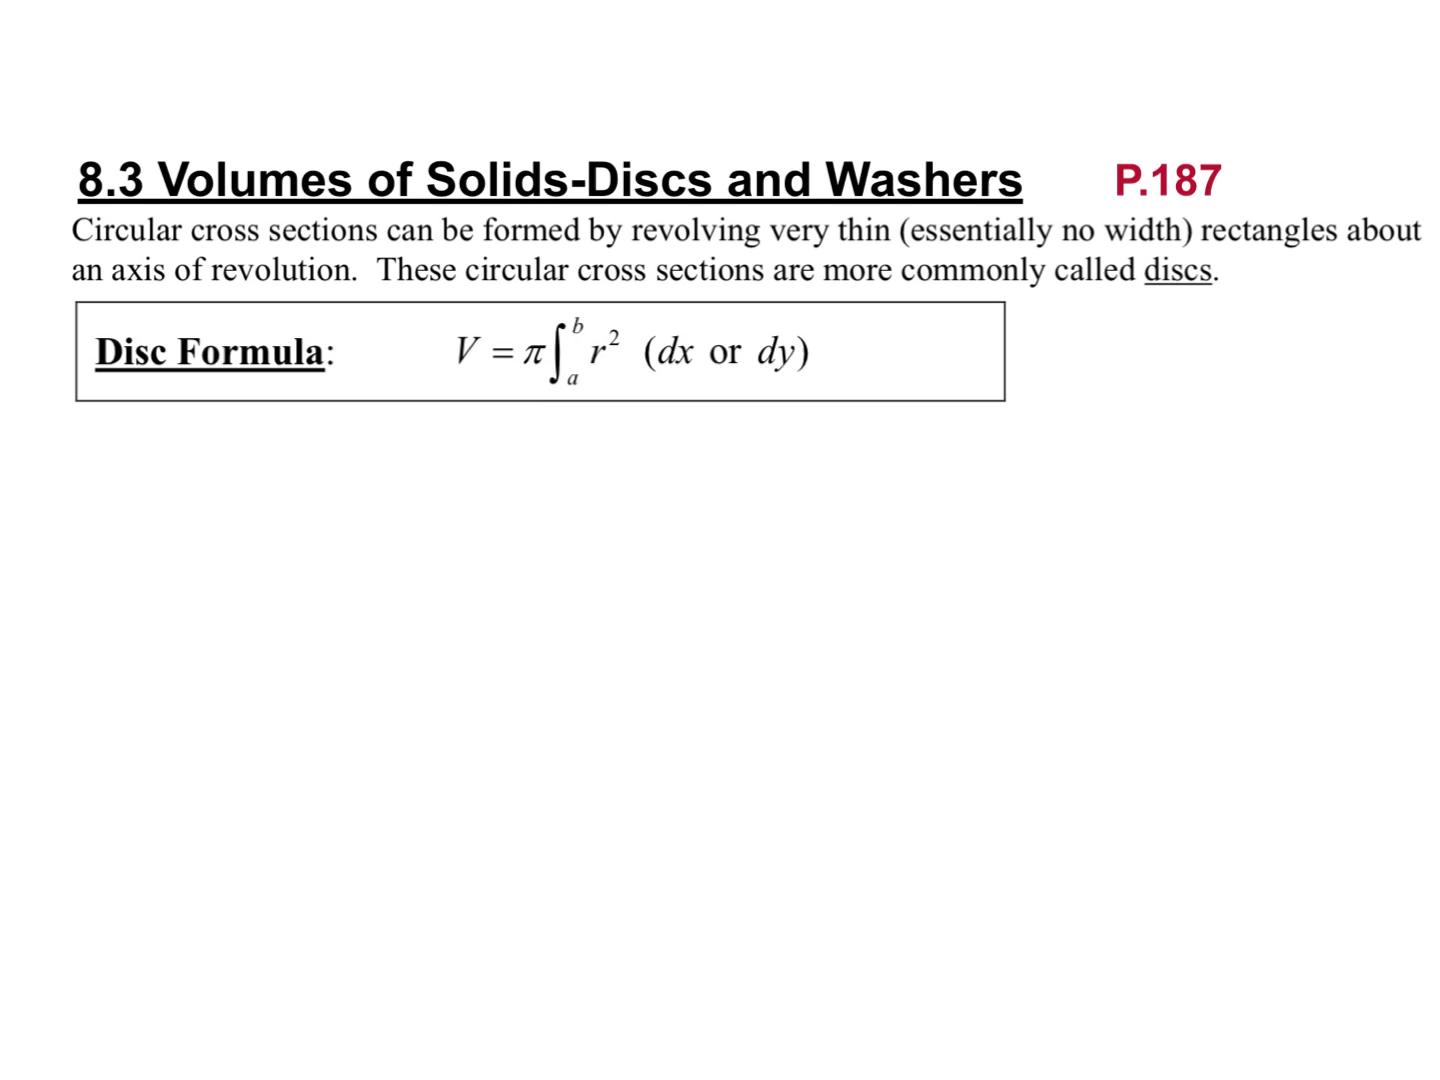 8.3 Volumes of Solids-Discs and Washers P.187
Circular cross sections can be formed by revolving very thin (essentially no width) rectangles about
an axis of revolution. These circular cross sections are more commonly called discs.
Disc Formula: V = π∫ₐᵇ r² (dx or dy)